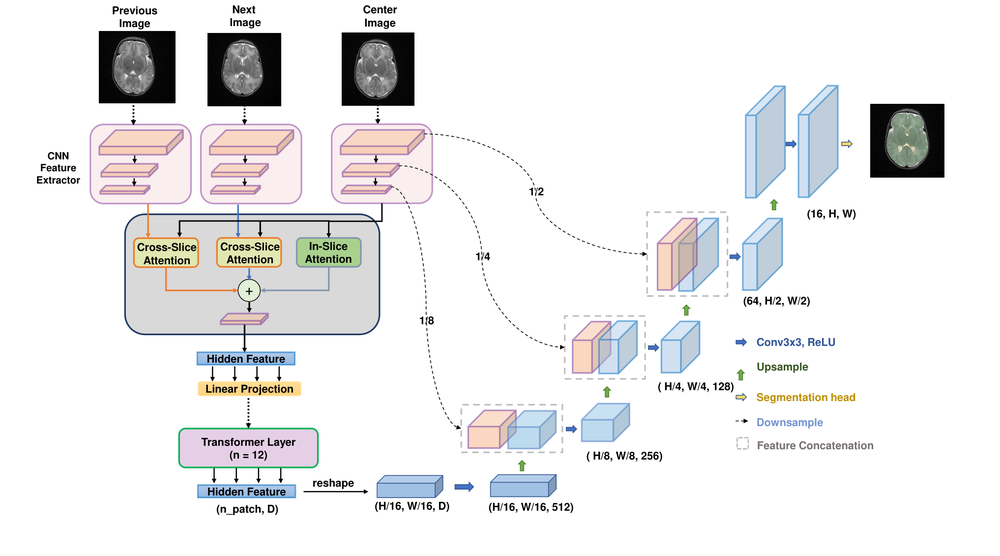 Previous
Image
Next
Image
Center
Image
CNN
Feature
Extractor
Cross-Slice
Attention
Cross-Slice
Attention
In-Slice
Attention
+
Hidden Feature
Linear Projection
Transformer Layer
(n = 12)
Hidden Feature
(n_patch, D)
reshape
(H/16, W/16, D)
(H/16, W/16, 512)
( H/8, W/8, 256)
( H/4, W/4, 128)
(64, H/2, W/2)
(16, H, W)
1/2
1/4
1/8
Conv3x3, ReLU
Upsample
Segmentation head
Downsample
Feature Concatenation